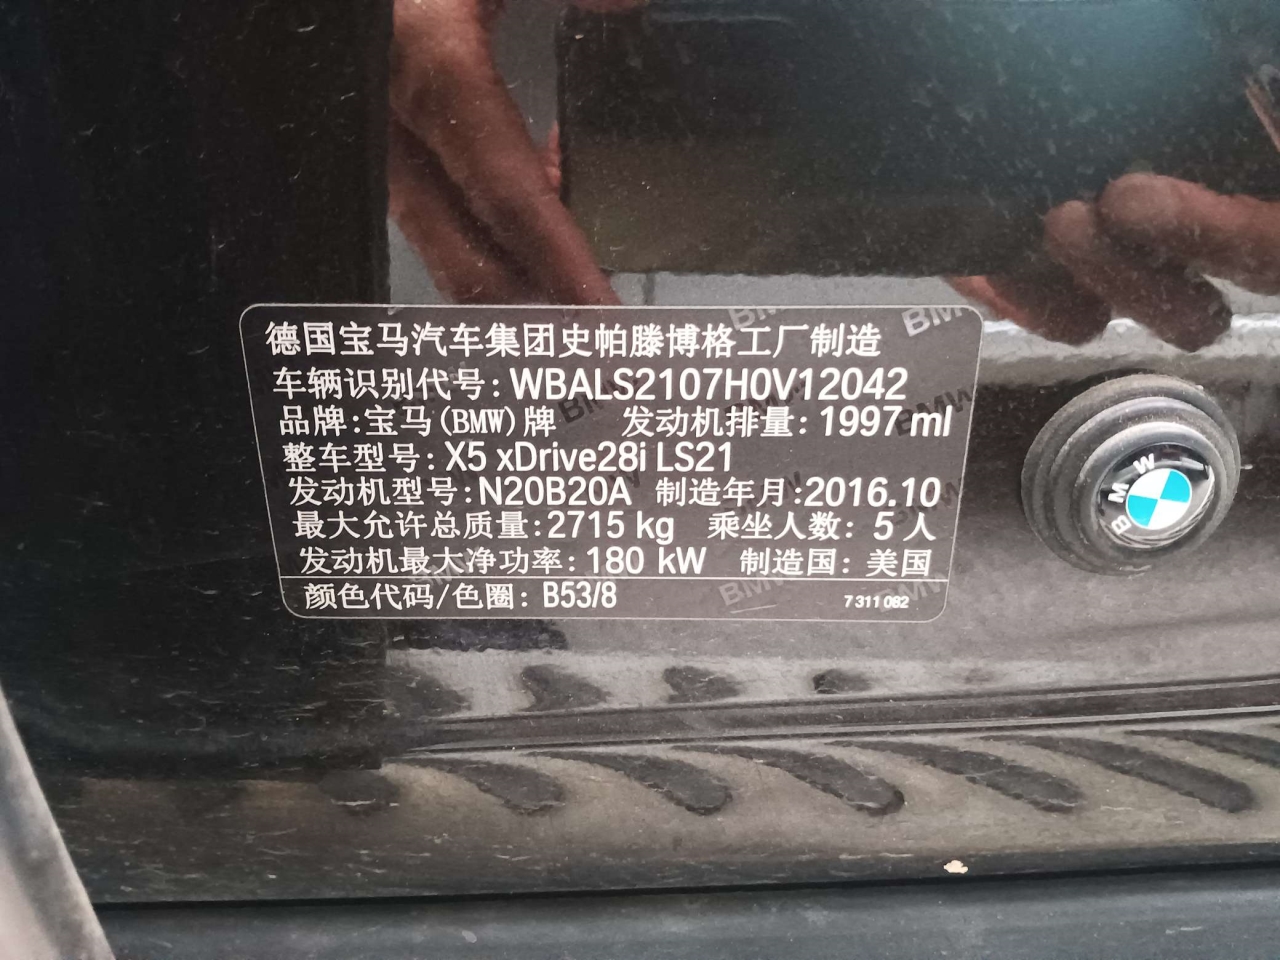 德国宝马汽车集团史帕滕博格工厂制造
车辆识别代号: WBALS2107H0V12042
品牌:宝马(BMW)牌 发动机排量: 1997 ml
整车型号: X5 xDrive28i LS21
发动机型号:N20B20A 制造年月:2016.10
最大允许总质量:2715 kg 乘坐人数: 5 人
发动机最大净功率: 180 kW 制造国: 美国
颜色代码/色圈: B53/8 7 311 082
BMW